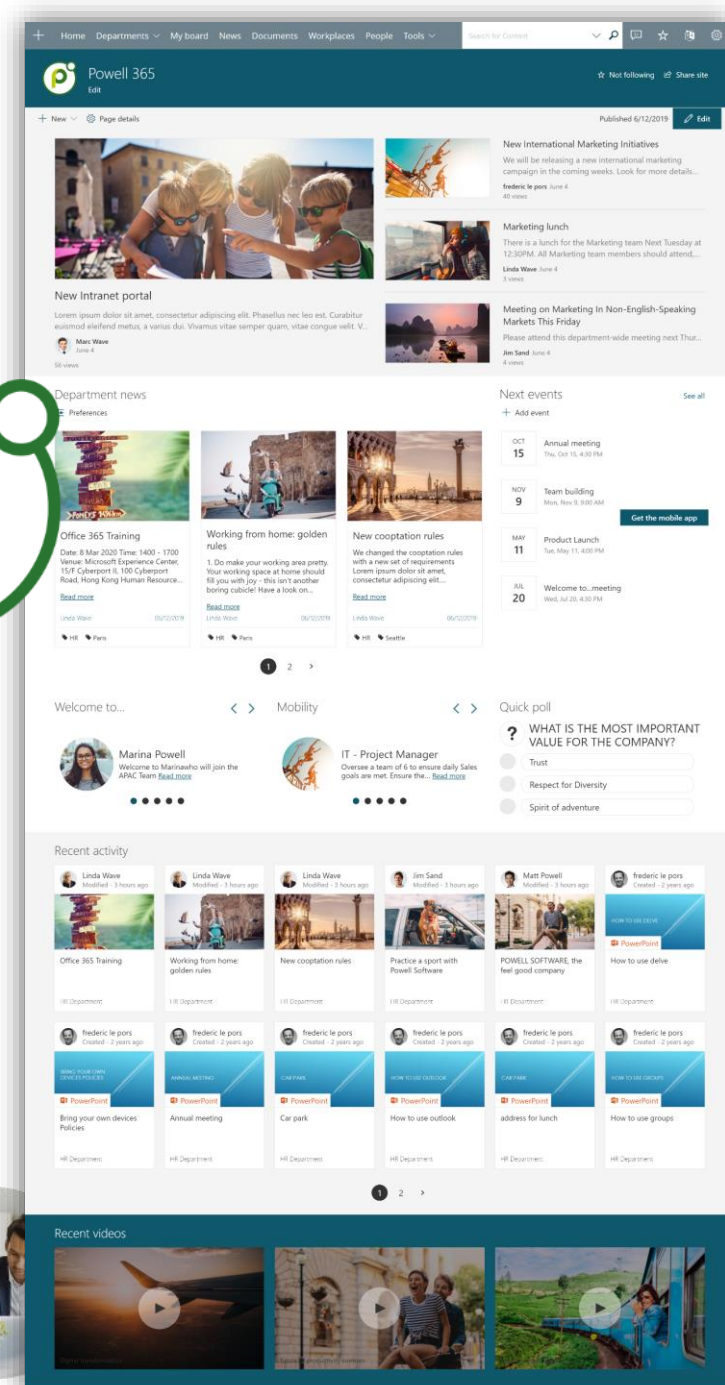 Home Departments My board News Documents Workplaces People Tools
Search for Content
Powell 365
Edit
Not following Share site
New Page details
Published 6/12/2019 Edit
New Intranet portal
Lorem ipsum dolor sit amet, consectetur adipiscing elit. Phasellus nec leo est. Curabitur
euismod eleifend metus, a varius dui. Vivamus vitae semper quam, vitae congue velit. V...
Marc Wave
June 4
56 views
New International Marketing Initiatives
We will be releasing a new international marketing
campaign in the coming weeks. Look for more details...
frederic le pors June 4
40 views
Marketing lunch
There is a lunch for the Marketing team Next Tuesday at
12:30PM. All Marketing team members should attend,...
Linda Wave June 4
3 views
Meeting on Marketing In Non-English-Speaking
Markets This Friday
Please attend this department-wide meeting next Thur...
Jim Sand June 4
4 views
Department news
Preferences
Office 365 Training
Date: 8 Mar 2020 Time: 1400 - 1700
Venue: Microsoft Experience Center,
15/F Cyberport II, 100 Cyberport
Road, Hong Kong Human Resource...
Read more
Linda Wave 06/12/2019
HR Paris
Working from home: golden
rules
1. Do make your working area pretty.
Your working space at home should
fill you with joy - this isn't another
boring cubicle! Have a look on...
Read more
Linda Wave 06/12/2019
HR Paris
New cooptation rules
We changed the cooptation rules
with a new set of requirements
Lorem ipsum dolor sit amet,
consectetur adipiscing elit...
Read more
Linda Wave 06/12/2019
HR Seattle
1 2 >
Next events See all
+ Add event
OCT
15
Annual meeting
Thu, Oct 15, 4:30 PM
NOV
9
Team building
Mon, Nov 9, 9:00 AM
Get the mobile app
MAY
11
Product Launch
Tue, May 11, 4:00 PM
JUL
20
Welcome to...meeting
Wed, Jul 20, 4:30 PM
Welcome to...
Marina Powell
Welcome to Marinawho will join the
APAC Team Read more
Mobility
IT - Project Manager
Oversee a team of 6 to ensure daily Sales
goals are met. Ensure the... Read more
Quick poll
? WHAT IS THE MOST IMPORTANT
VALUE FOR THE COMPANY?
Trust
Respect for Diversity
Spirit of adventure
Recent activity
Linda Wave
Modified - 3 hours ago
Office 365 Training
HR Department
Linda Wave
Modified - 3 hours ago
Working from home:
golden rules
HR Department
Linda Wave
Modified - 3 hours ago
New cooptation rules
HR Department
Jim Sand
Modified - 3 hours ago
Practice a sport with
Powell Software
HR Department
Matt Powell
Modified - 3 hours ago
POWELL SOFTWARE, the
feel good company
HR Department
frederic le pors
Created - 2 years ago
HOW TO USE DELVE
PowerPoint
How to use delve
HR Department
frederic le pors
Created - 2 years ago
BRING YOUR OWN
DEVICES POLICIES
PowerPoint
Bring your own devices
Policies
HR Department
frederic le pors
Created - 2 years ago
ANNUAL MEETING
PowerPoint
Annual meeting
HR Department
frederic le pors
Created - 2 years ago
CAR PARK
PowerPoint
Car park
HR Department
frederic le pors
Created - 2 years ago
HOW TO USE OUTLOOK
PowerPoint
How to use outlook
HR Department
frederic le pors
Created - 2 years ago
CAR PARK
PowerPoint
address for lunch
HR Department
frederic le pors
Created - 2 years ago
HOW TO USE GROUPS
PowerPoint
How to use groups
HR Department
1 2 >
Recent videos